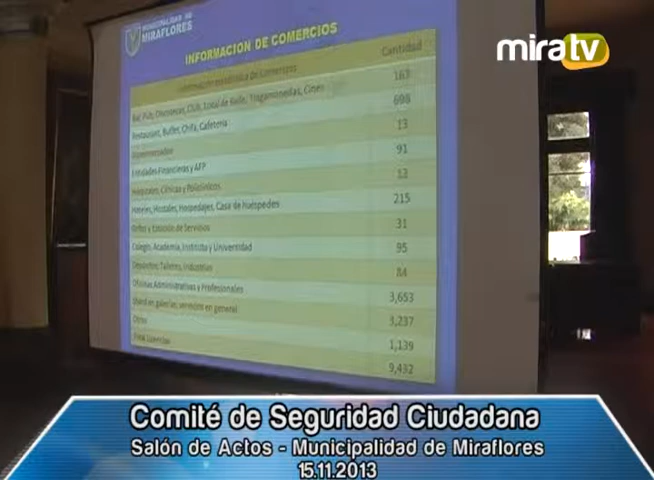 MUNICIPALIDAD DE
MIRAFLORES
miratv
INFORMACION DE COMERCIOS
Cantidad
Bar, Pub, Discotecas, Club, Local de Baile, Tragamonedas, Cines 163
Restaurant, Buffet, Chifa, Cafetería 698
Supermercados 13
Entidades Financieras y AFP 91
Hospitales, Clínicas y Policlínicos 12
Hoteles, Hostales, Hospedajes, Casa de Huéspedes 215
Grifos y Estación de Servicios 31
Colegio, Academia, Instituto y Universidad 95
Depósitos, Talleres, Industrias 84
Oficinas Administrativas y Profesionales 3,653
Stand en galerías, servicios en general 3,237
Otros 1,139
9,432
Comité de Seguridad Ciudadana
Salón de Actos - Municipalidad de Miraflores
15.11.2013